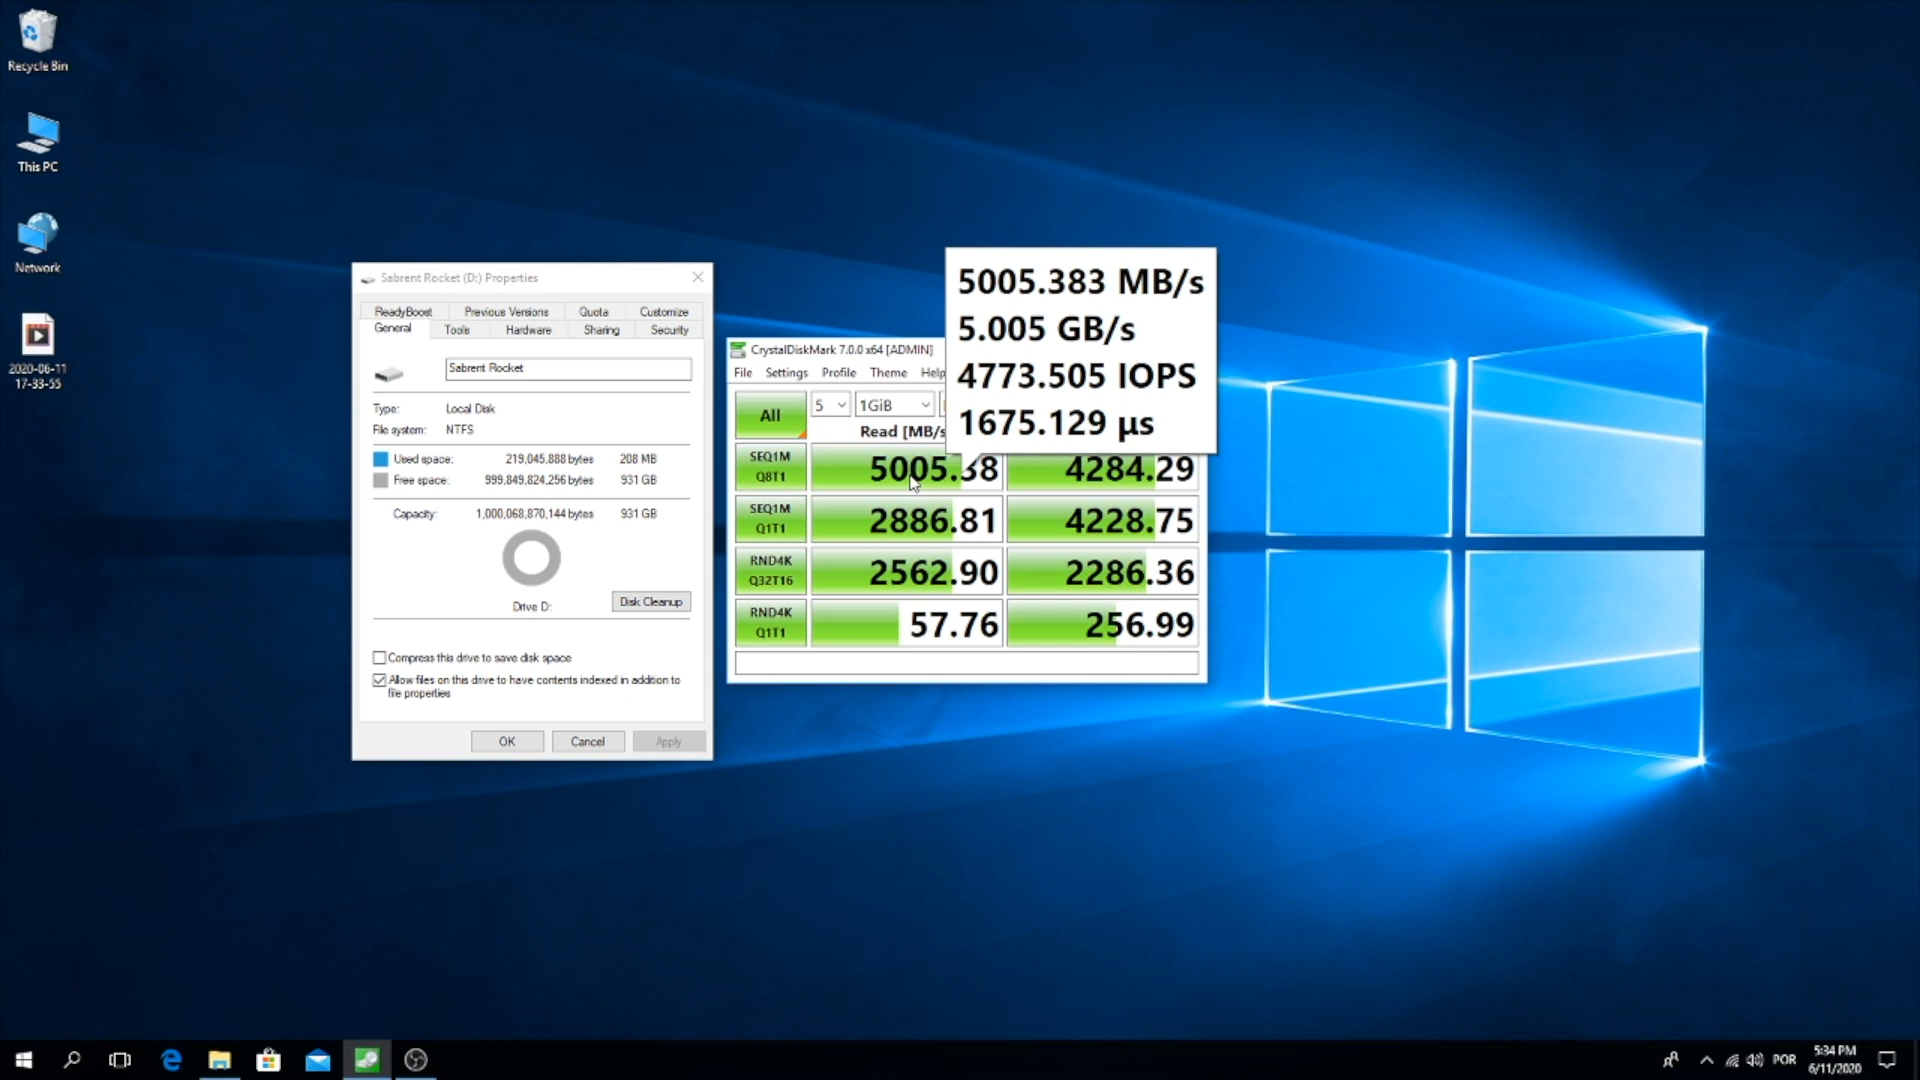 Recycle Bin
This PC
Network
2020-06-11
17-33-55
Sabrent Rocket (D:) Properties
ReadyBoost Previous Versions Quota Customize
General Tools Hardware Sharing Security
Sabrent Rocket
Type: Local Disk
File system: NTFS
Used space: 219,045,888 bytes 208 MB
Free space: 999,849,824,256 bytes 931 GB
Capacity: 1,000,068,870,144 bytes 931 GB
Drive D:
Disk Cleanup
Compress this drive to save disk space
Allow files on this drive to have contents indexed in addition to
file properties
OK Cancel Apply
CrystalDiskMark 7.0.0 x64 [ADMIN]
File Settings Profile Theme Help
All 5 1GiB
Read [MB/s
5005.383 MB/s
5.005 GB/s
4773.505 IOPS
1675.129 µs
SEQ1M
Q8T1
5005.38 4284.29
SEQ1M
Q1T1
2886.81 4228.75
RND4K
Q32T16
2562.90 2286.36
RND4K
Q1T1
57.76 256.99
POR
5:34 PM
6/11/2020